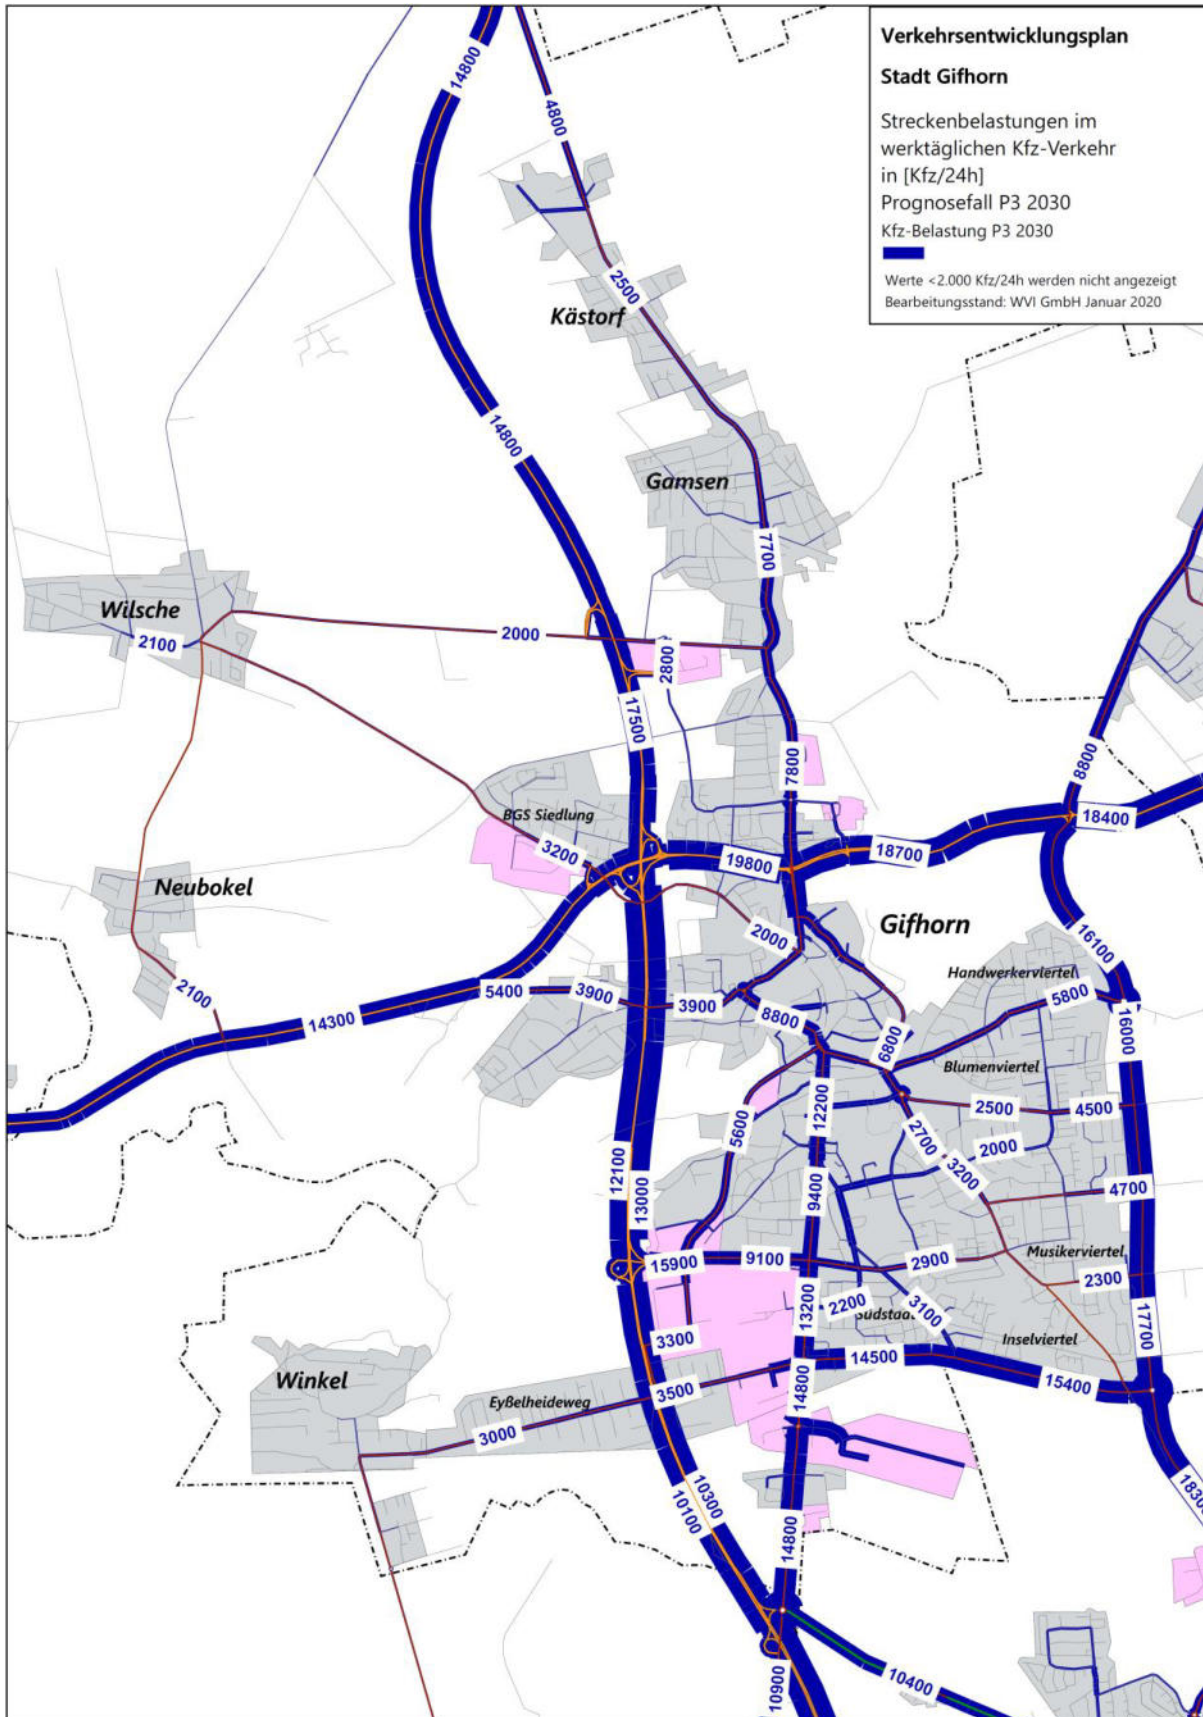 Verkehrsentwicklungsplan
Stadt Gifhorn
Streckenbelastungen im
werktäglichen Kfz-Verkehr
in [Kfz/24h]
Prognosefall P3 2030
Kfz-Belastung P3 2030
Werte <2.000 Kfz/24h werden nicht angezeigt
Bearbeitungsstand: WVI GmbH Januar 2020
14800
4800
2500
Kästorf
14800
Gamsen
7700
Wilsche
2100
2000
2800
17500
7800
8800
BGS Siedlung
3200
19800
18700
18400
Neubokel
2000
Gifhorn
16100
Handwerkerviertel
2100
5400
3900
3900
5800
14300
8800
6800
16000
Blumenviertel
5600
12200
2500
4500
2700
2000
12100
13000
9400
3200
4700
15900
9100
2900
Musikerviertel
2300
13200
2200
Südstadt
3100
17700
3300
Inselviertel
14500
Winkel
Eyßelheideweg
3500
14800
15400
3000
10300
10100
18300
14800
10900
10400